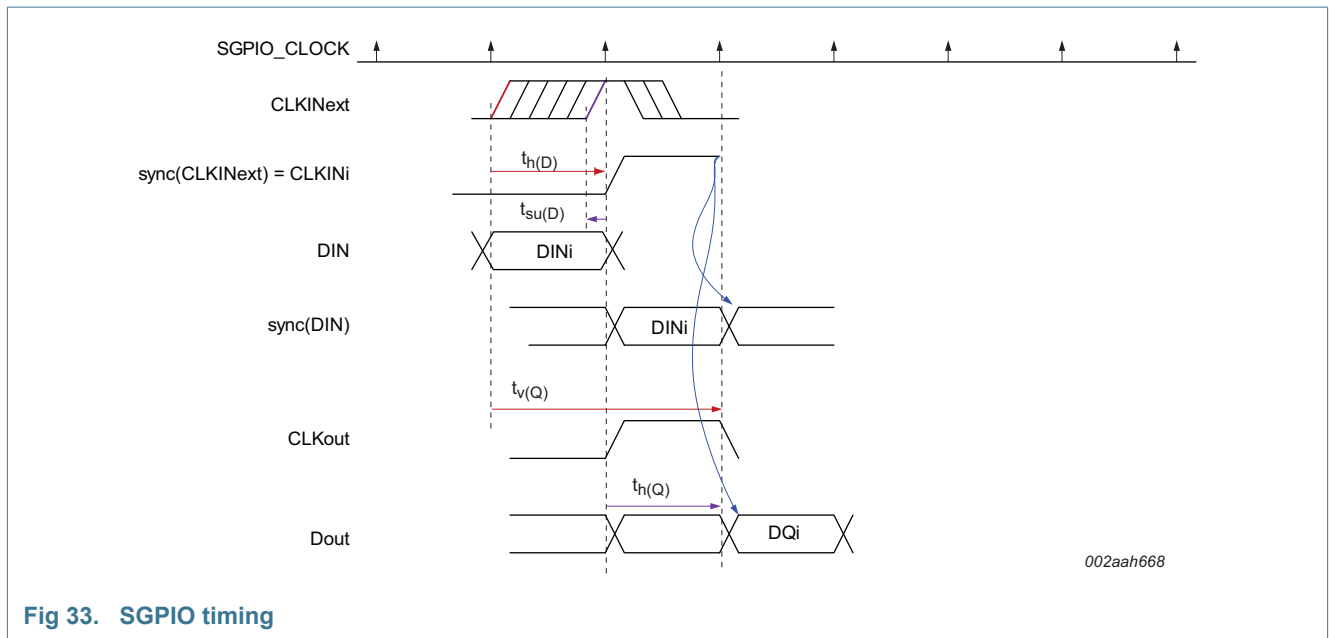 SGPIO_CLOCK
CLKINext
sync(CLKINext) = CLKINi
th(D)
tsu(D)
DIN
DINi
sync(DIN)
DINi
tv(Q)
CLKout
th(Q)
Dout
DQi
002aah668
Fig 33. SGPIO timing